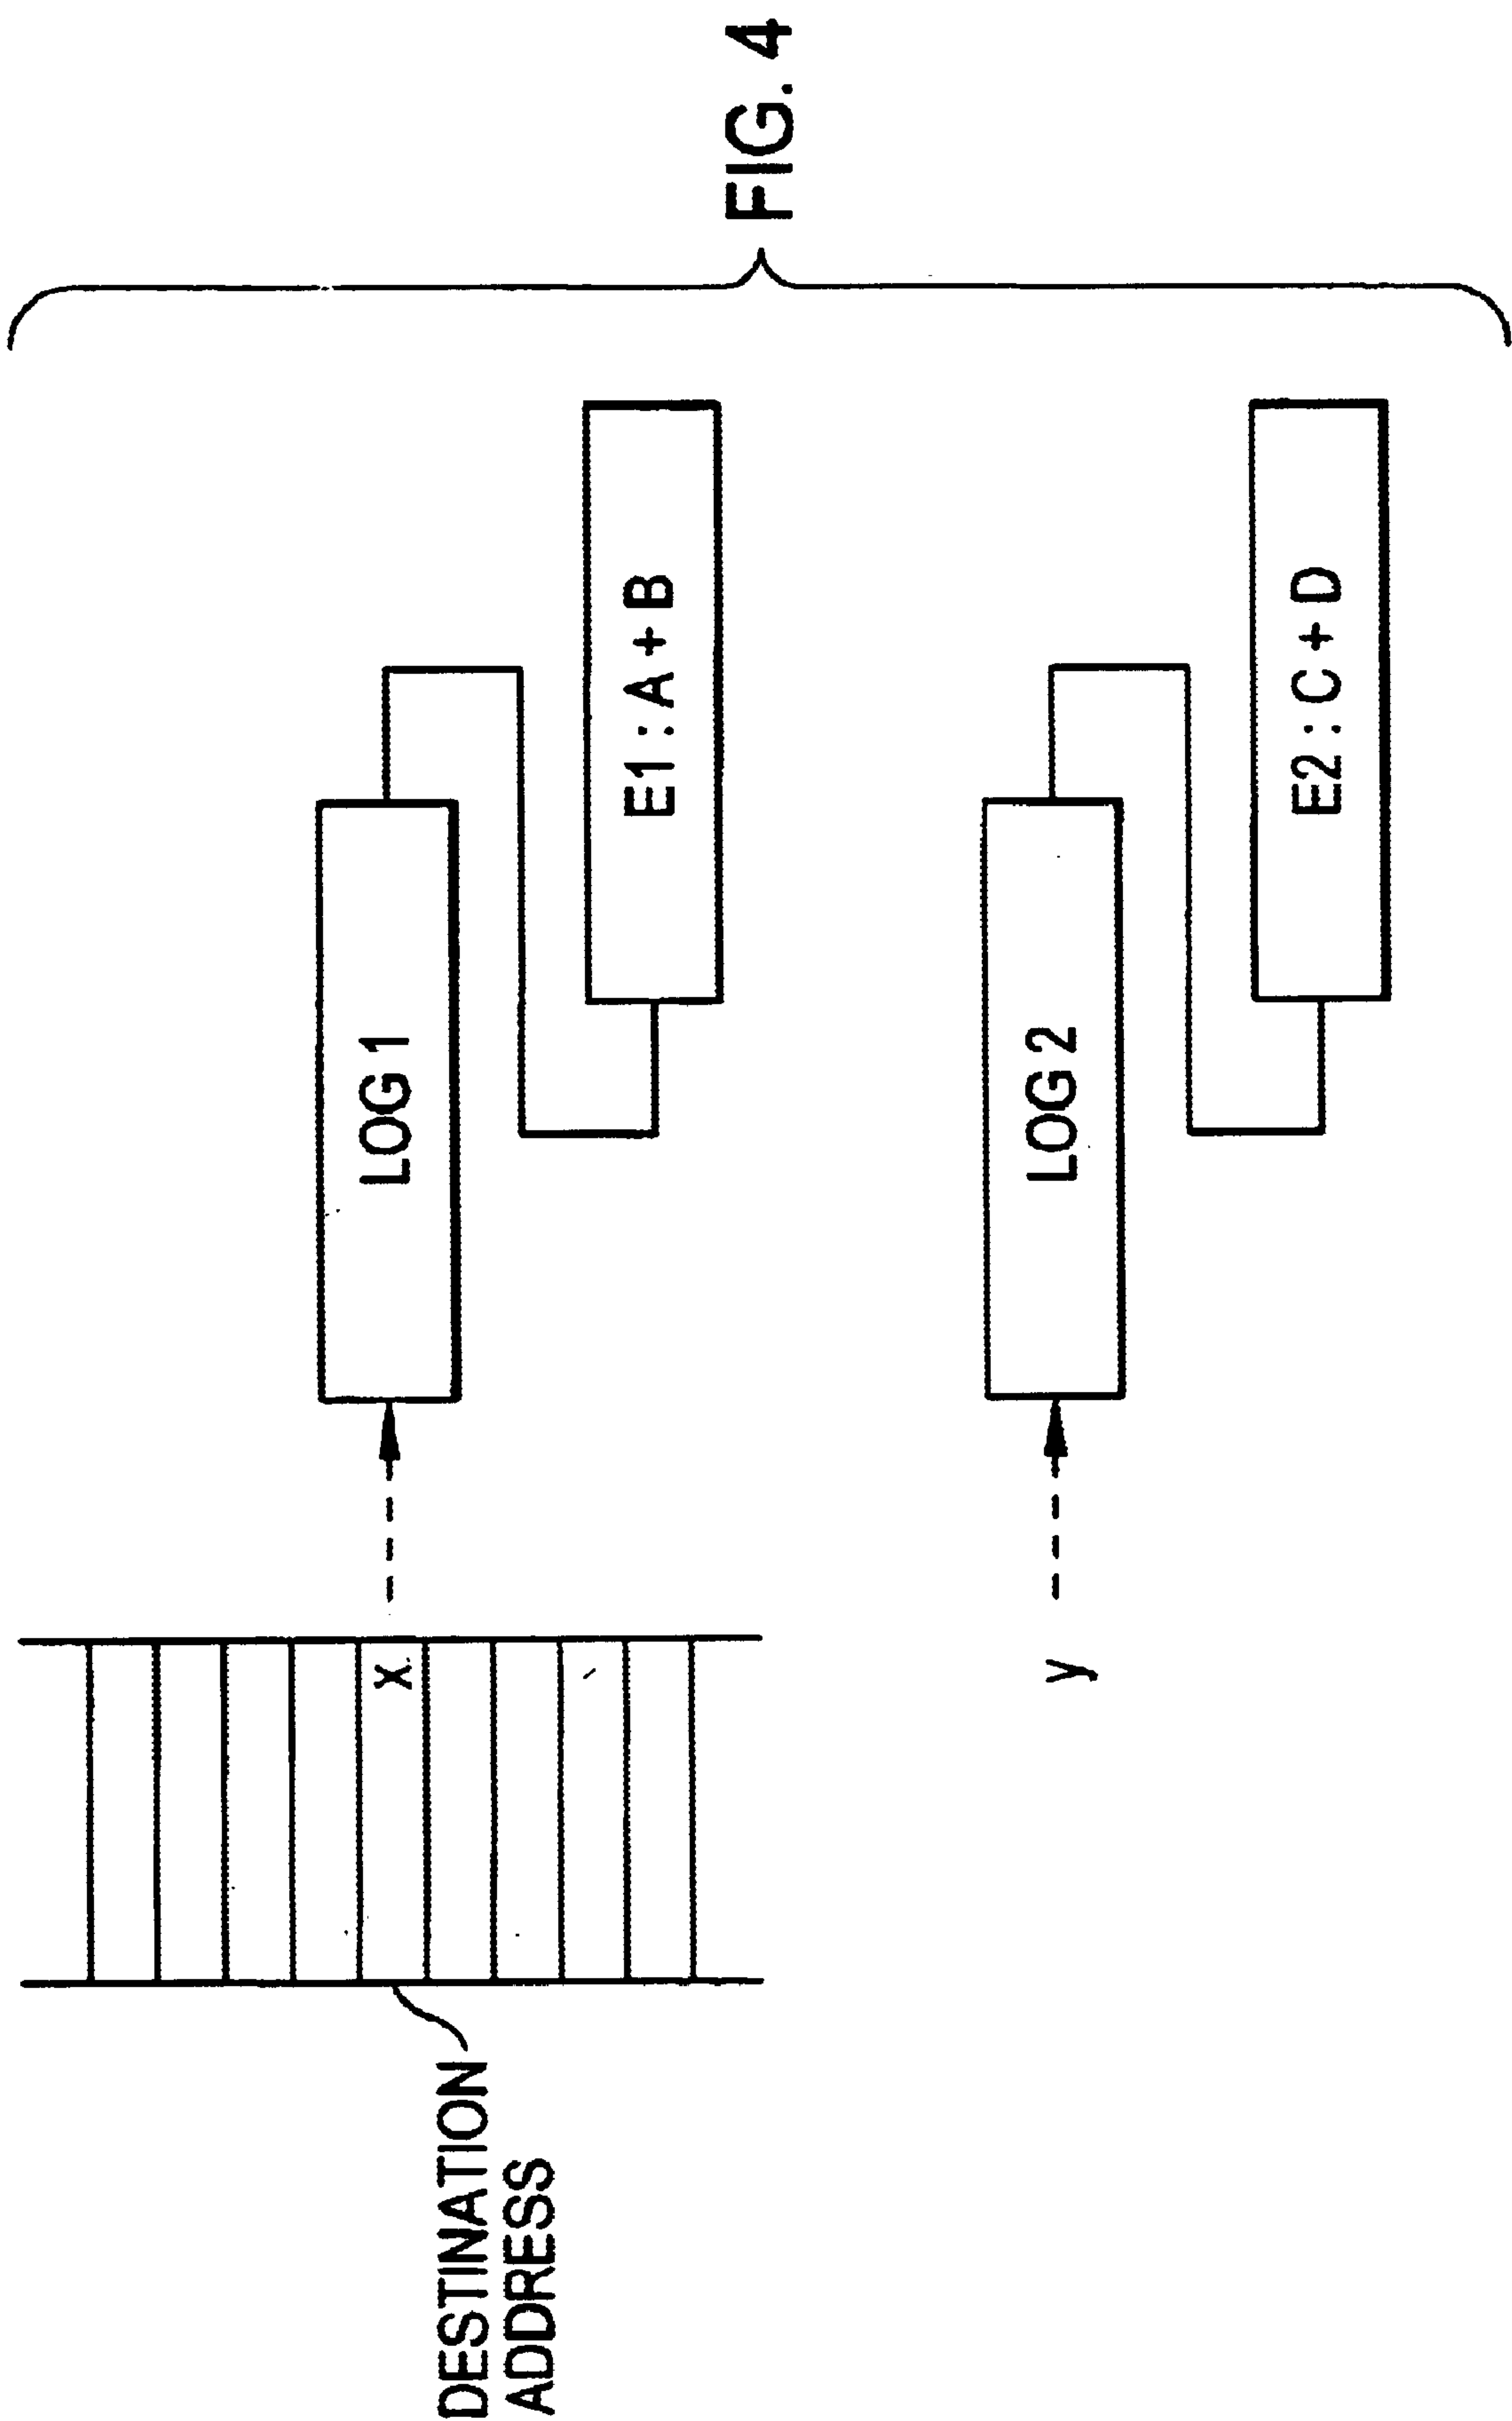 DESTINATION
ADDRESS
x
LOG 1
E1 : A + B
y
LOG 2
E2 : C + D
FIG. 4